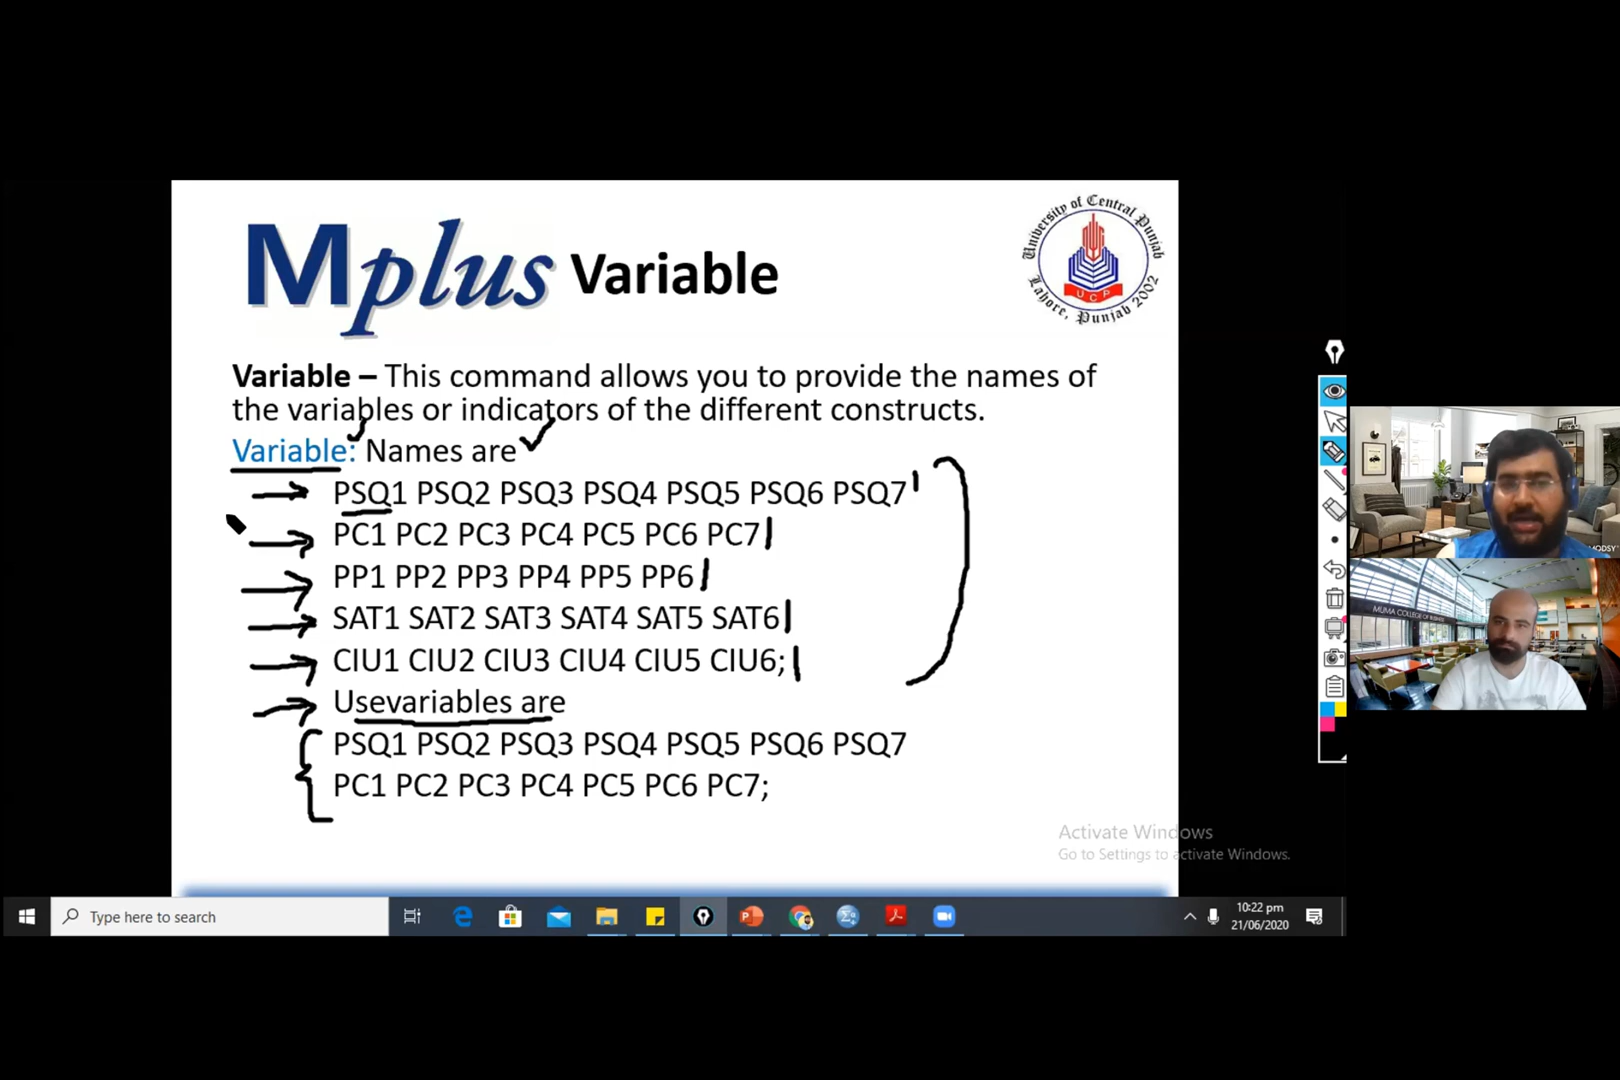 Mplus Variable
University of Central Punjab
UCP
Lahore, Punjab 2002
Variable – This command allows you to provide the names of
the variables or indicators of the different constructs.
Variable: Names are
PSQ1 PSQ2 PSQ3 PSQ4 PSQ5 PSQ6 PSQ7
PC1 PC2 PC3 PC4 PC5 PC6 PC7
PP1 PP2 PP3 PP4 PP5 PP6
SAT1 SAT2 SAT3 SAT4 SAT5 SAT6
CIU1 CIU2 CIU3 CIU4 CIU5 CIU6;
Usevariables are
PSQ1 PSQ2 PSQ3 PSQ4 PSQ5 PSQ6 PSQ7
PC1 PC2 PC3 PC4 PC5 PC6 PC7;
MODSY
MUMA COLLEGE OF BUSINESS
Activate Windows
Go to Settings to activate Windows.
Type here to search
10:22 pm
21/06/2020